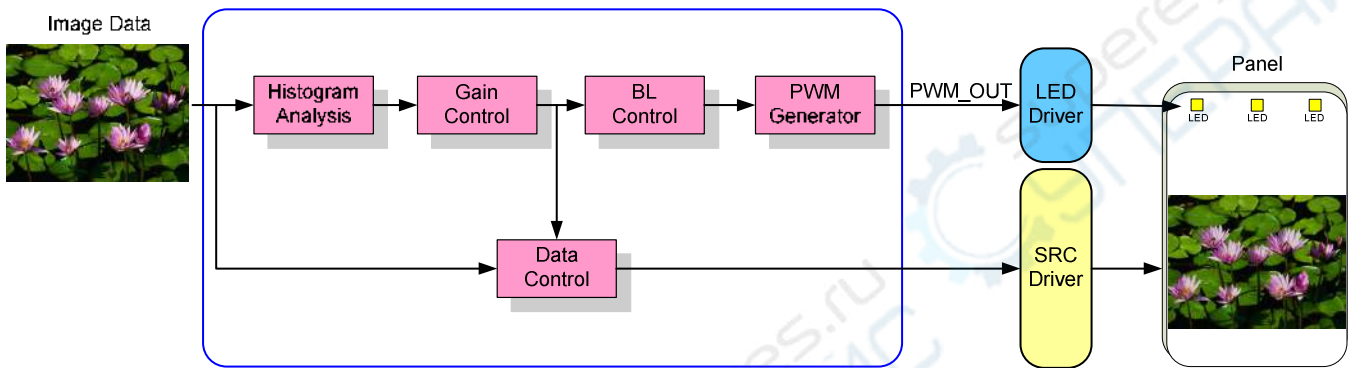 Image Data
Histogram
Analysis
Gain
Control
BL
Control
PWM
Generator
PWM_OUT
LED
Driver
Panel
LED
LED
LED
Data
Control
SRC
Driver